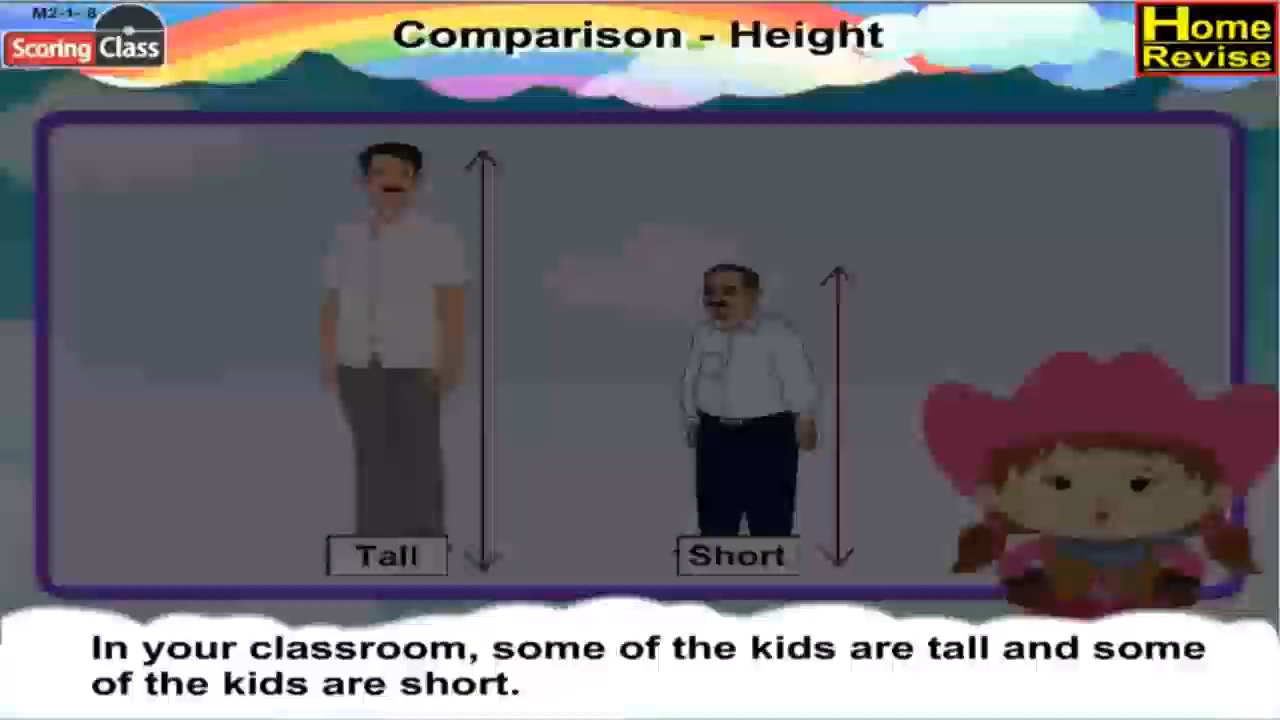 M2-1- 8
Scoring Class
Comparison - Height
Home
Revise
Tall
Short
In your classroom, some of the kids are tall and some
of the kids are short.